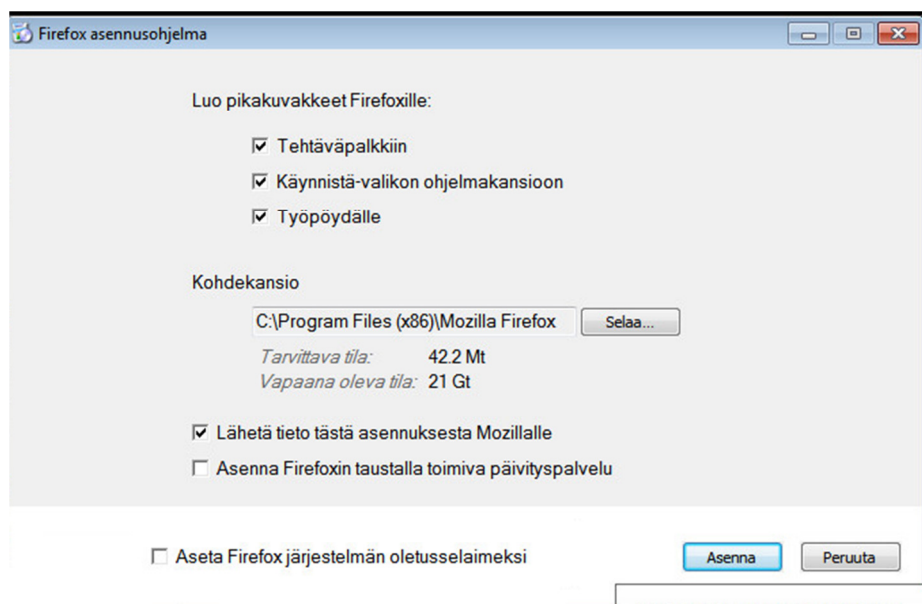 Firefox asennusohjelma
Luo pikakuvakkeet Firefoxille:
Tehtäväpalkkiin
Käynnistä-valikon ohjelmakansioon
Työpöydälle
Kohdekansio
C:\Program Files (x86)\Mozilla Firefox Selaa...
Tarvittava tila: 42.2 Mt
Vapaana oleva tila: 21 Gt
Lähetä tieto tästä asennuksesta Mozillalle
Asenna Firefoxin taustalla toimiva päivityspalvelu
Aseta Firefox järjestelmän oletusselaimeksi Asenna Peruuta